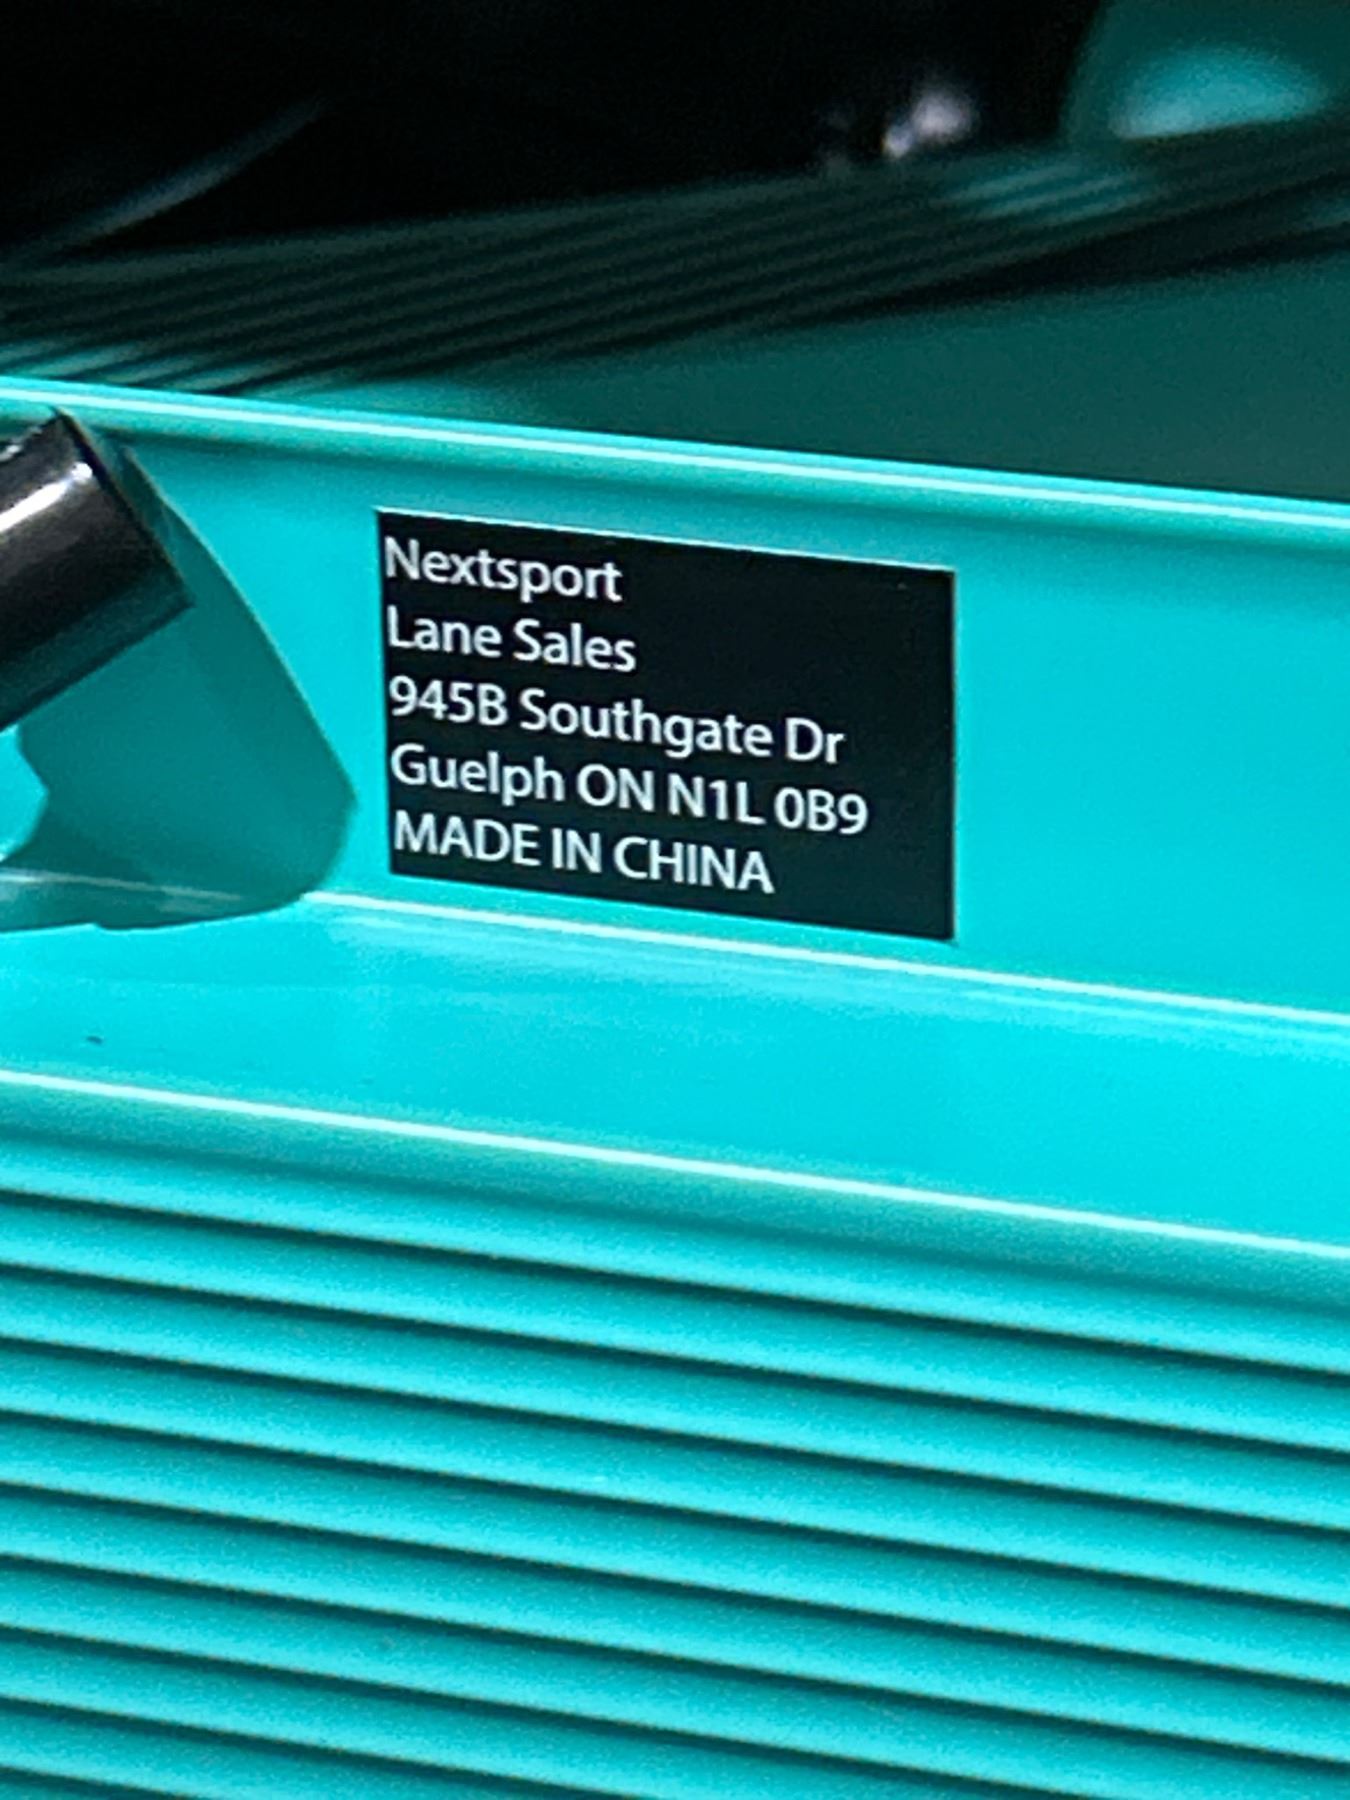 Nextsport
Lane Sales
945B Southgate Dr
Guelph ON N1L 0B9
MADE IN CHINA